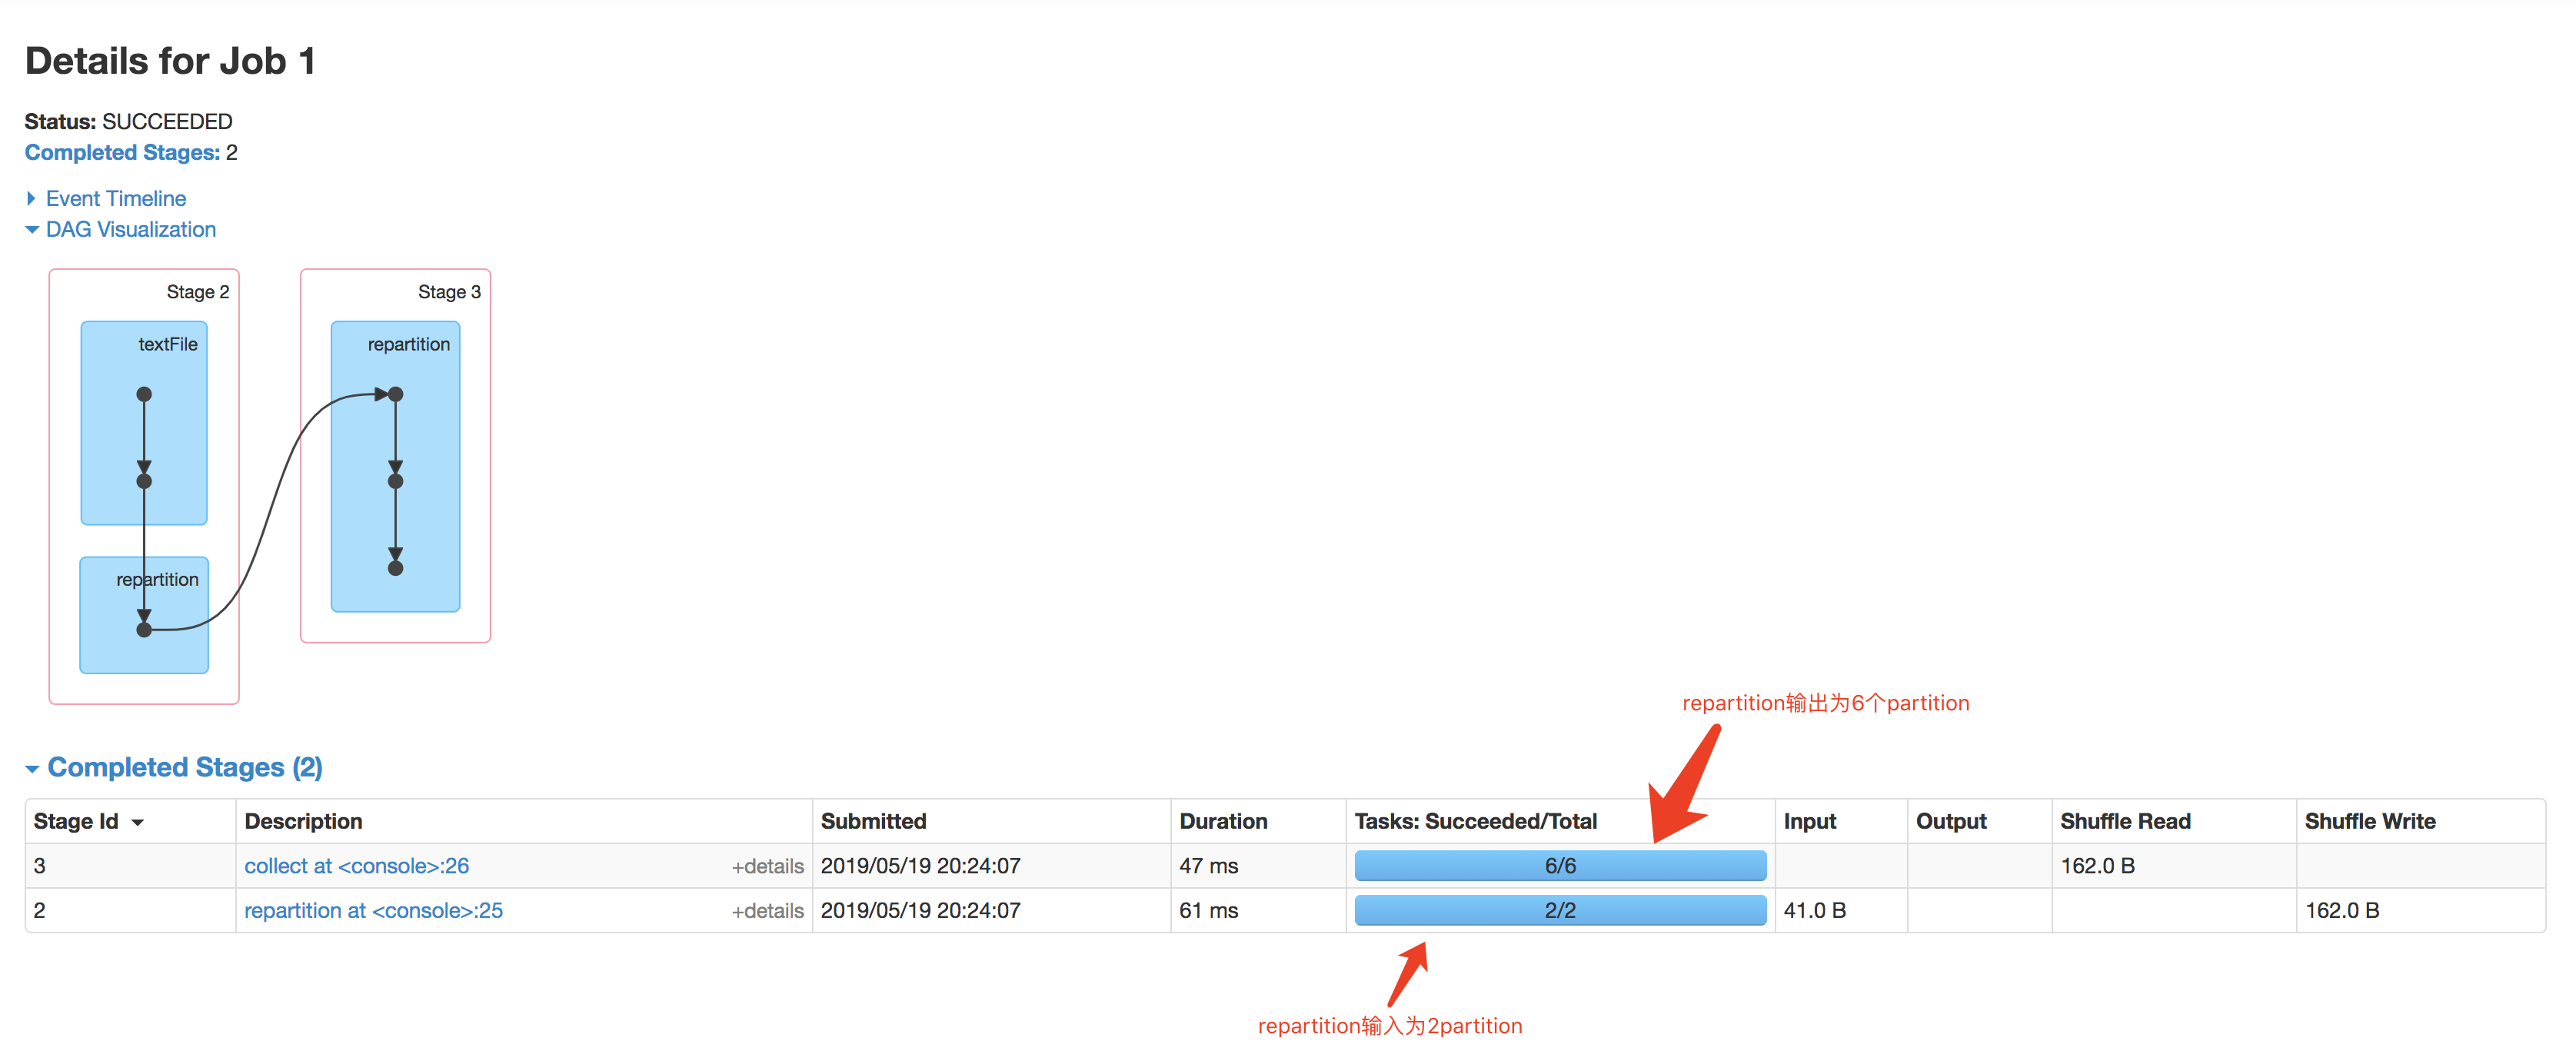 Details for Job 1
Status: SUCCEEDED
Completed Stages: 2
Event Timeline
DAG Visualization
Stage 2
Stage 3
textFile
repartition
repartition
repartition输出为6个partition
Completed Stages (2)
Stage Id Description Submitted Duration Tasks: Succeeded/Total Input Output Shuffle Read Shuffle Write
3 collect at <console>:26 +details 2019/05/19 20:24:07 47 ms 6/6 162.0 B
2 repartition at <console>:25 +details 2019/05/19 20:24:07 61 ms 2/2 41.0 B 162.0 B
repartition输入为2partition